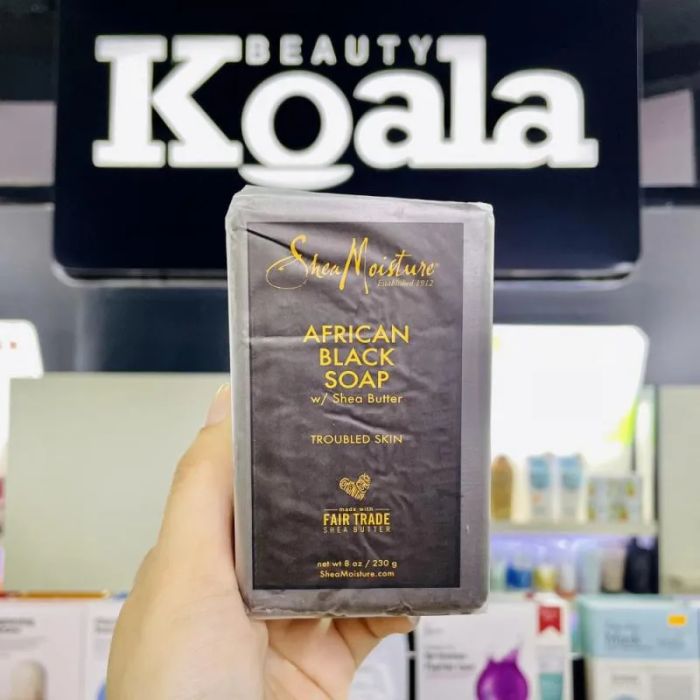 BEAUTY
Koala
SheaMoisture
Established 1912
AFRICAN
BLACK
SOAP
w/ Shea Butter
TROUBLED SKIN
made with
FAIR TRADE
SHEA BUTTER
net wt 8 oz / 230 g
SheaMoisture.com